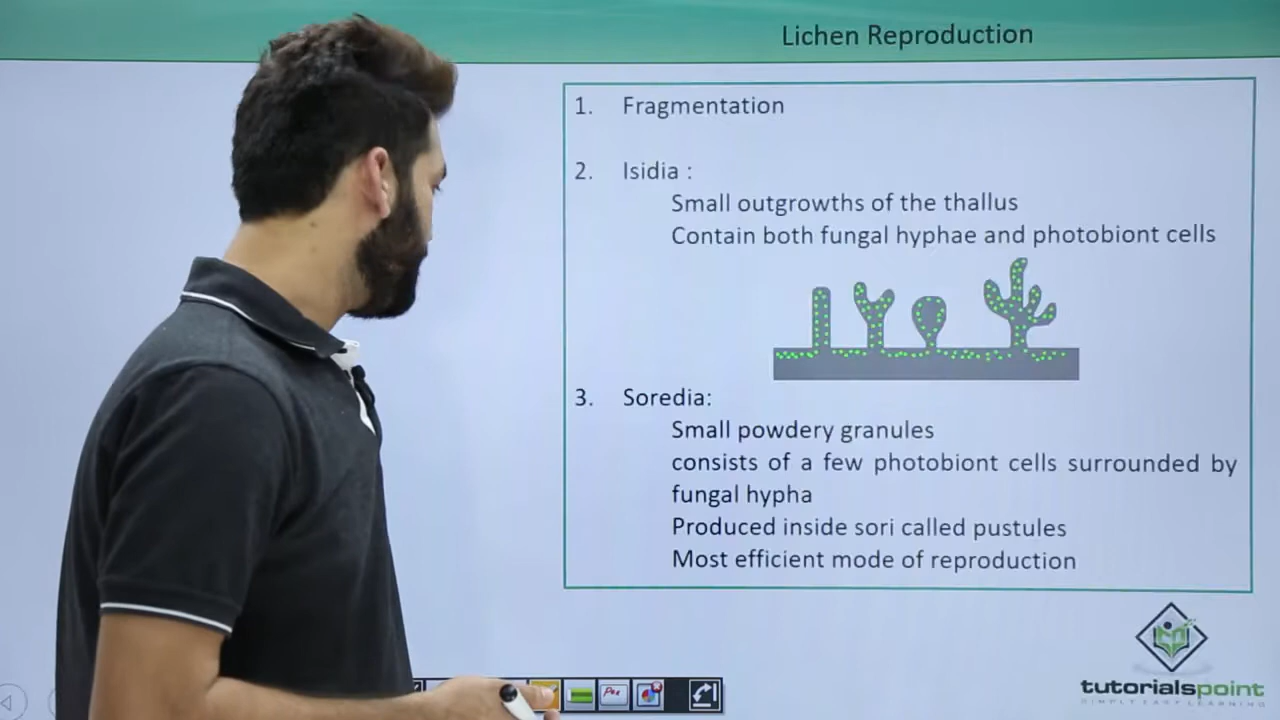 Lichen Reproduction
1. Fragmentation
2. Isidia :
Small outgrowths of the thallus
Contain both fungal hyphae and photobiont cells
3. Soredia:
Small powdery granules
consists of a few photobiont cells surrounded by
fungal hypha
Produced inside sori called pustules
Most efficient mode of reproduction
Pen
tutorialspoint
SIMPLY EASY LEARNING